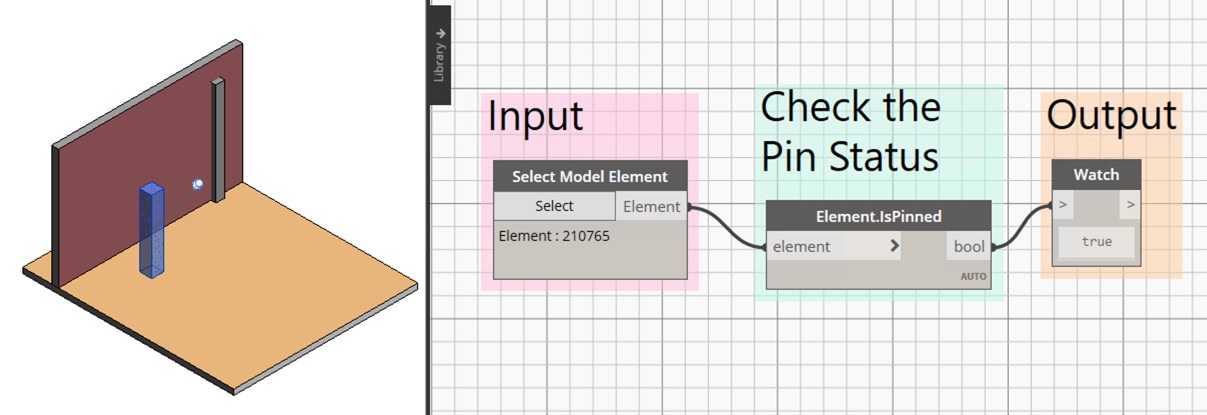 Library
Input
Check the
Pin Status
Output
Select Model Element
Select
Element
Element : 210765
Element.IsPinned
element
>
bool
AUTO
Watch
> >
true